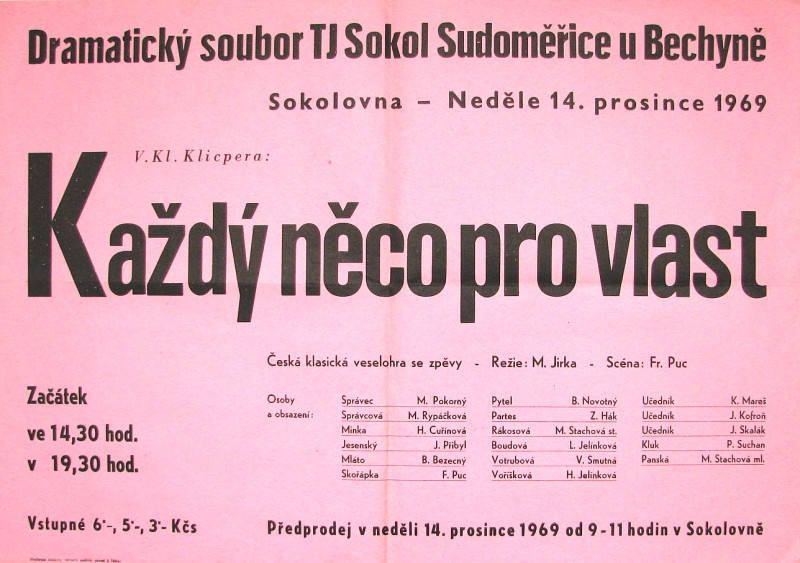 Dramatický soubor TJ Sokol Sudoměřice u Bechyně
Sokolovna – Neděle 14. prosince 1969
V. Kl. Klicpera:
Každý něco pro vlast
Česká klasická veselohra se zpěvy - Režie: M. Jirka - Scéna: Fr. Puc
Začátek
ve 14,30 hod.
v 19,30 hod.
Osoby
a obsazení:
Správec M. Pokorný
Správcová M. Rypáčková
Minka H. Cuřínová
Jesenský J. Přibyl
Mláto B. Bezecný
Skořápka F. Puc
Pytel B. Novotný
Partes Z. Hák
Rákosová M. Stachová st.
Boudová L. Jelínková
Votrubová V. Smutná
Voříšková H. Jelínková
Učedník K. Mareš
Učedník J. Kofroň
Učedník J. Skalák
Kluk P. Suchan
Panská M. Stachová ml.
Vstupné 6·-, 5·-, 3·- Kčs
Předprodej v neděli 14. prosince 1969 od 9-11 hodin v Sokolovně